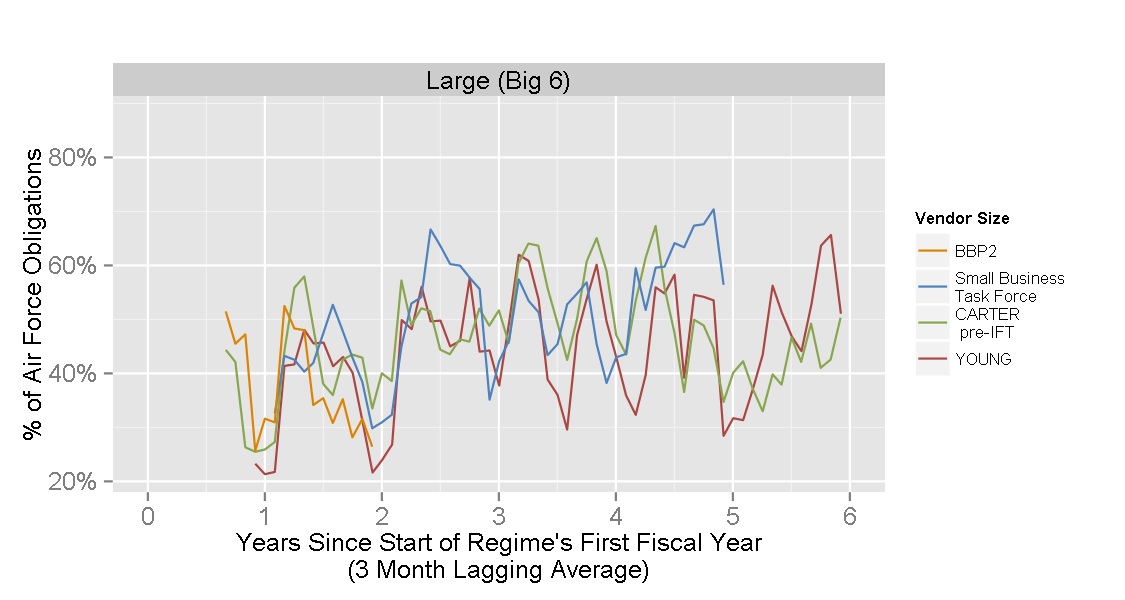 Large (Big 6)
% of Air Force Obligations
80%
60%
40%
20%
0 1 2 3 4 5 6
Years Since Start of Regime's First Fiscal Year
(3 Month Lagging Average)
Vendor Size
BBP2
Small Business
Task Force
CARTER
pre-IFT
YOUNG